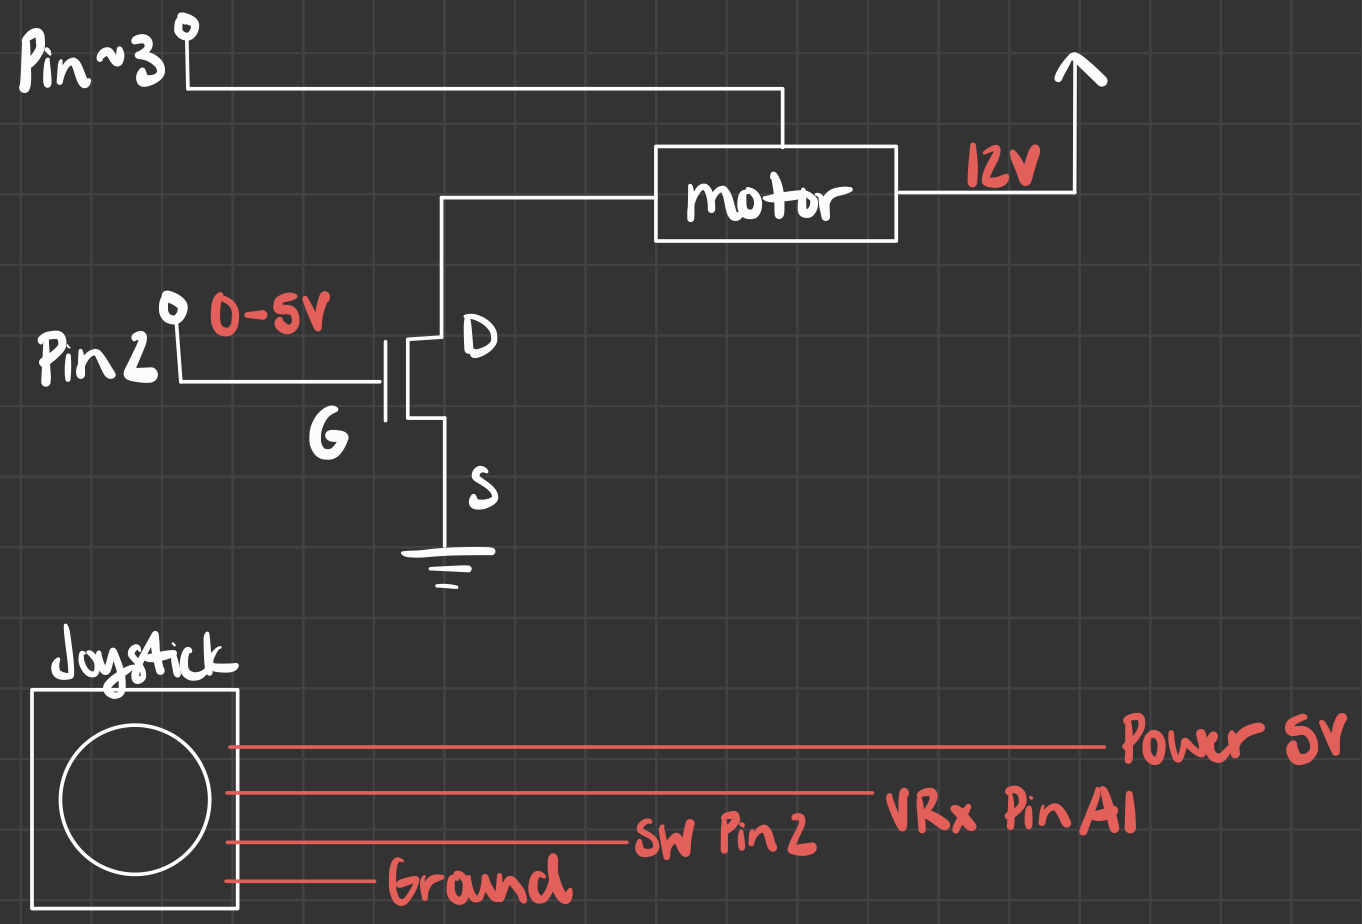 Pin ~3
12V
motor
0-5V
Pin 2
D
G
S
Joystick
Power 5V
VRx Pin A1
SW Pin 2
Ground